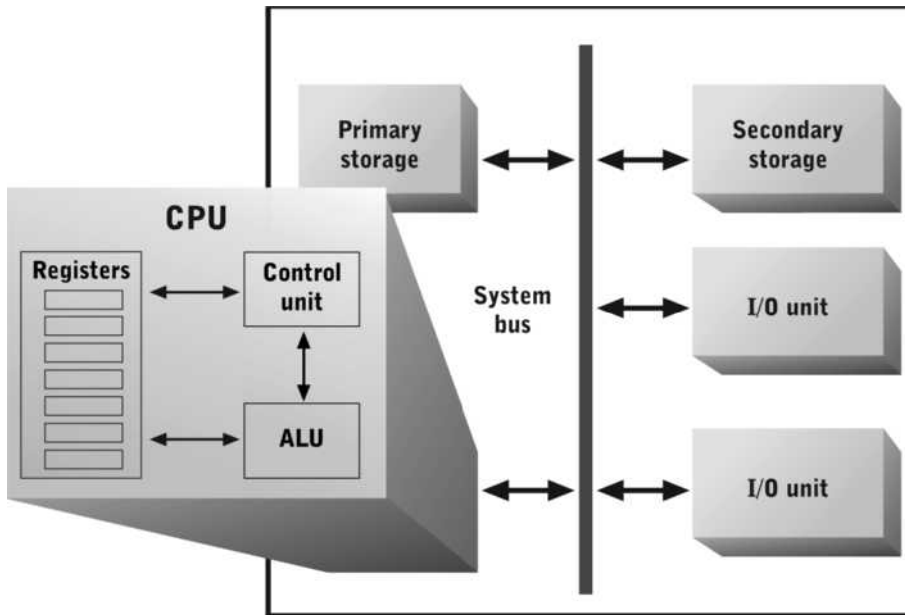 Primary
storage
Secondary
storage
CPU
Registers
Control
unit
ALU
System
bus
I/O unit
I/O unit